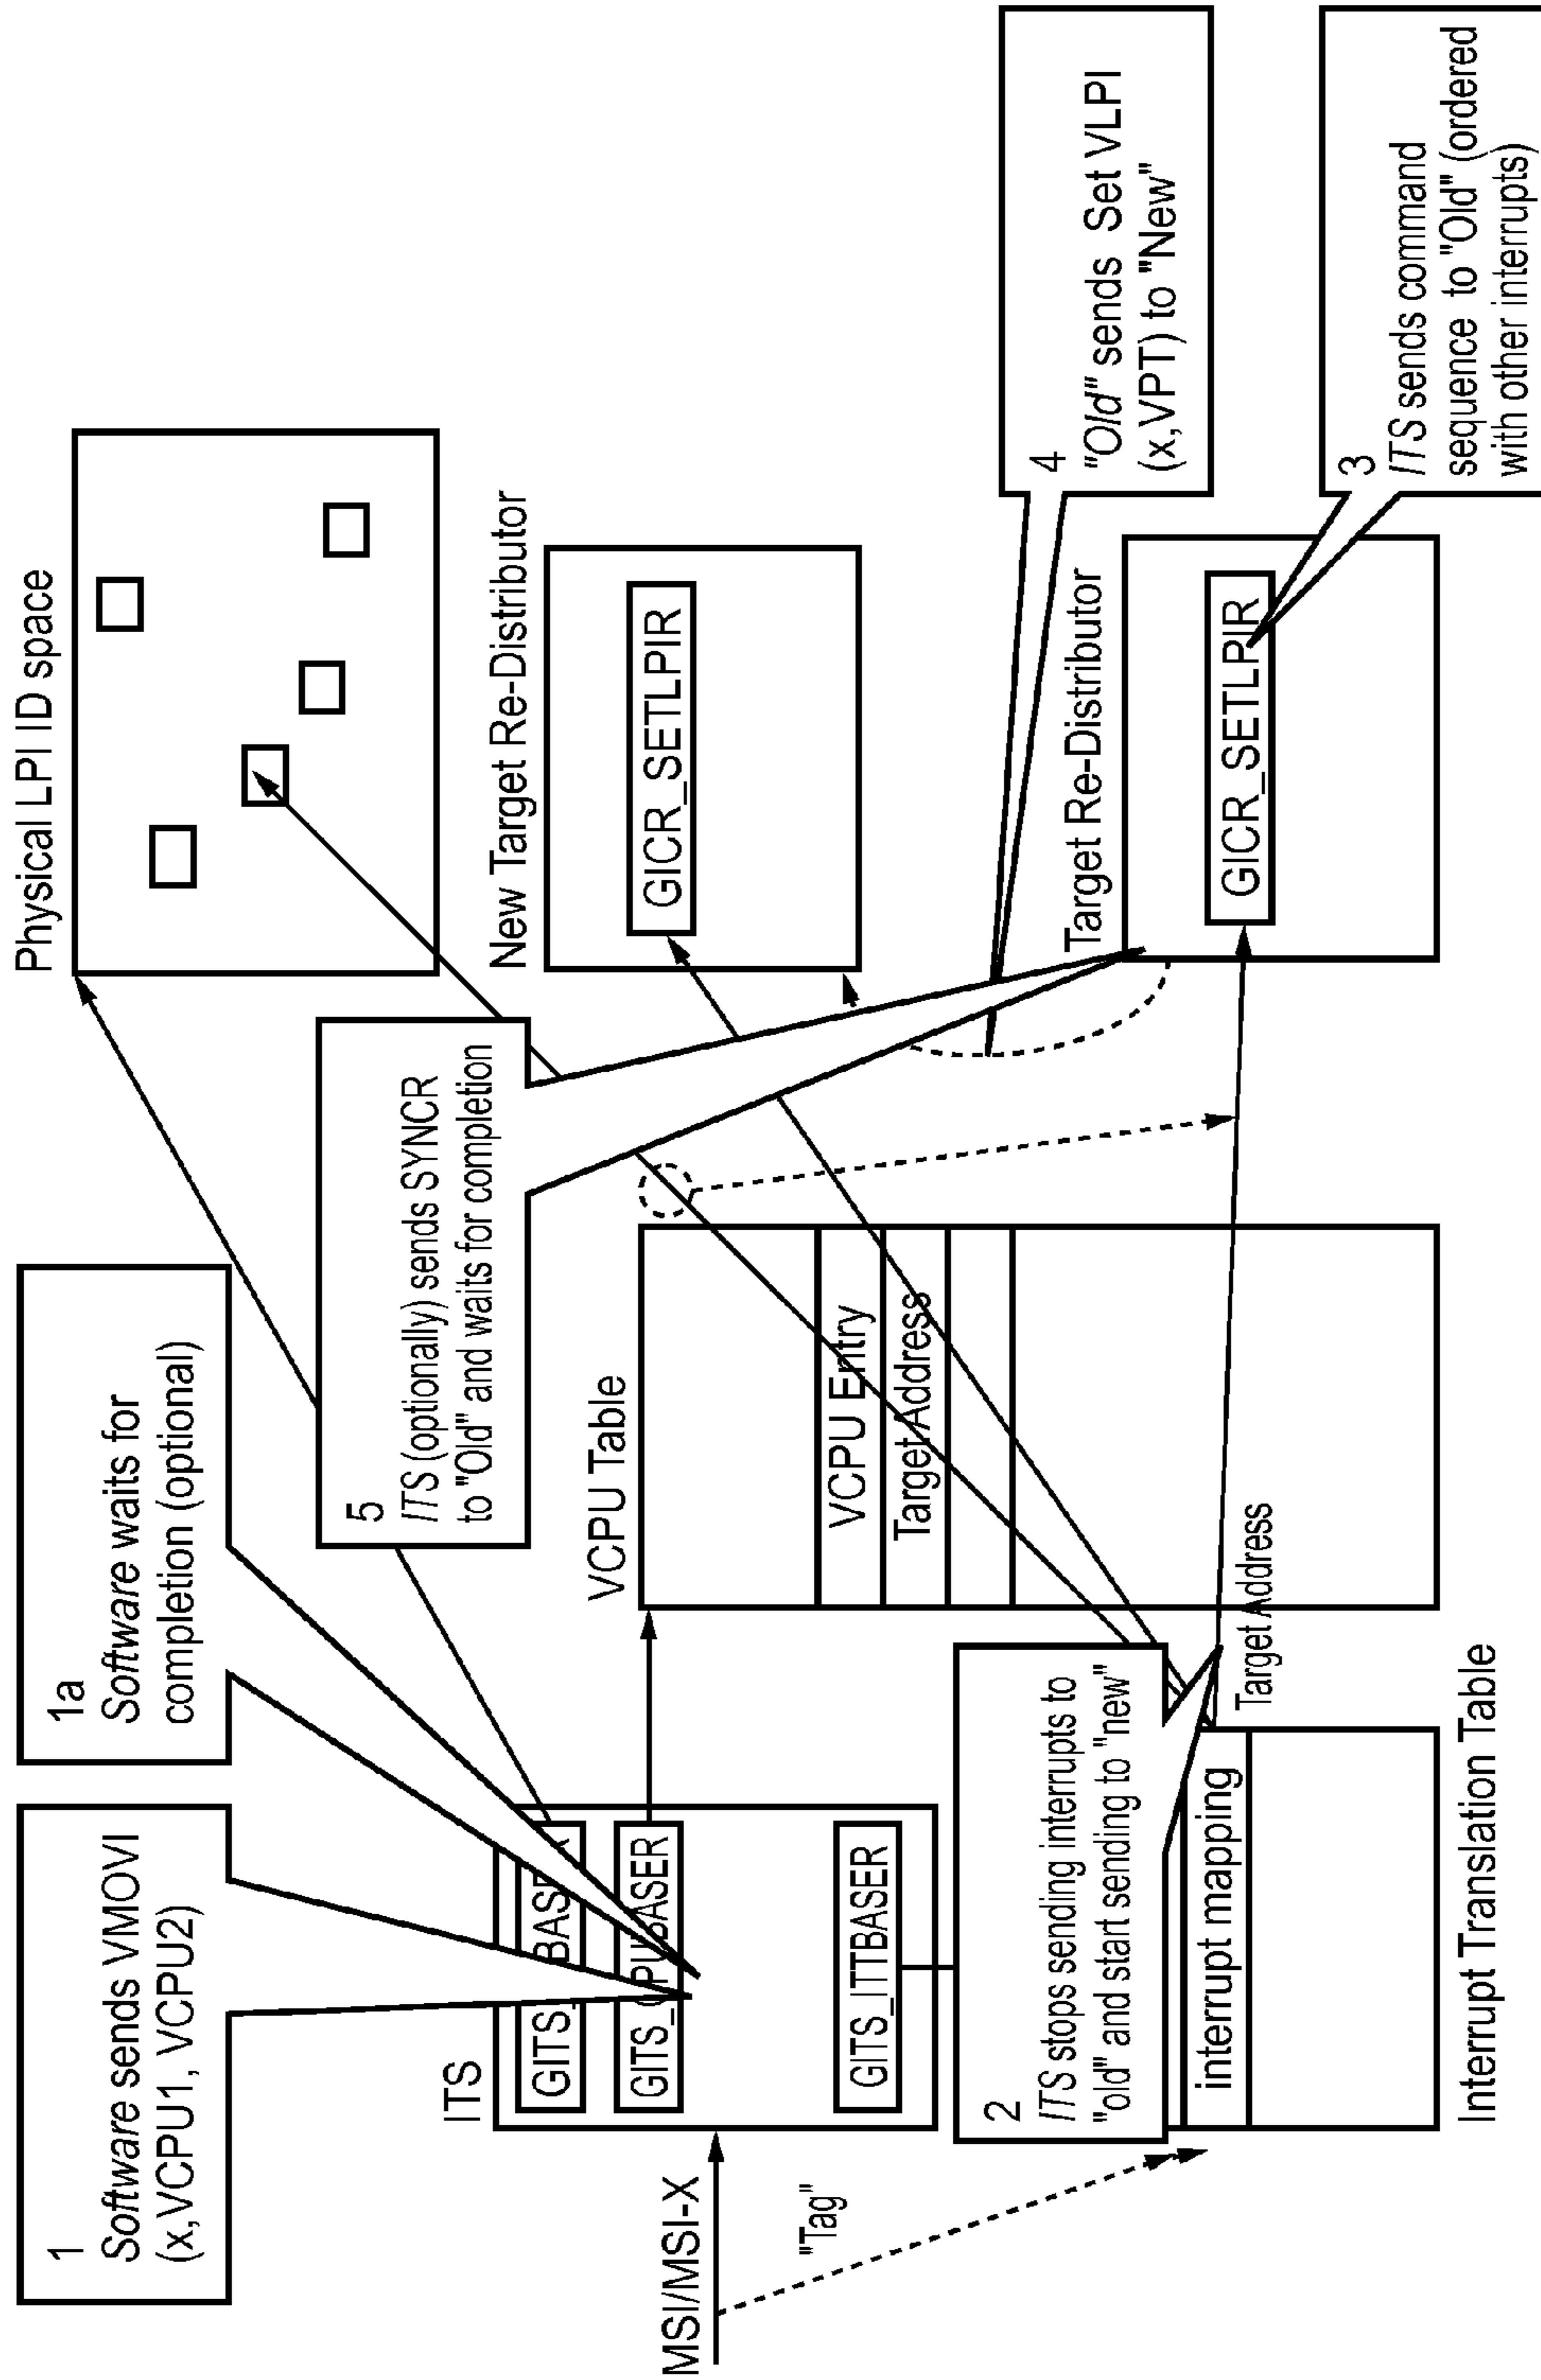 1
Software sends VMOVI
(x,VCPU1, VCPU2)
1a
Software waits for
completion (optional)
Physical LPI ID space
5
ITS (optionally) sends SYNCR
to "Old" and waits for completion
ITS
GITS_
BASER
GITS_
PUBASER
GITS_ITTBASER
MSI/MSI-X
"Tag"
VCPU Table
VCPU Entry
Target Address
New Target Re-Distributor
GICR_SETLPIR
2
ITS stops sending interrupts to
"old" and start sending to "new"
interrupt mapping
Target Address
Interrupt Translation Table
Target Re-Distributor
GICR_SETLPIR
4
"Old" sends Set VLPI
(x,VPT) to "New"
3
ITS sends command
sequence to "Old" (ordered
with other interrupts)